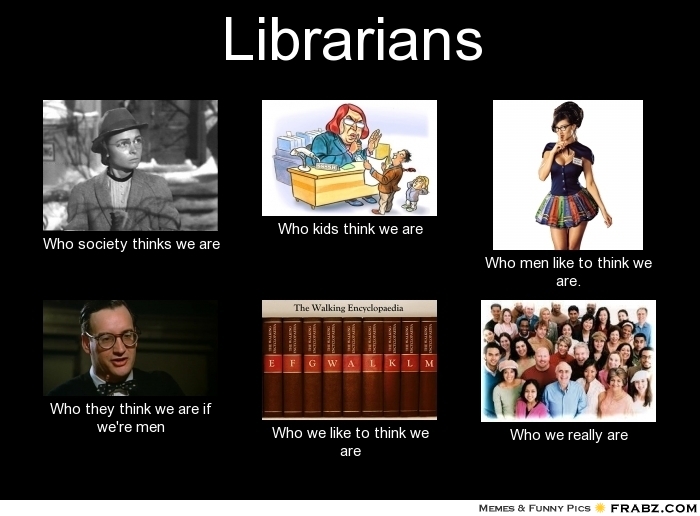 Librarians
Who society thinks we are
Who kids think we are
Who men like to think we
are.
Who they think we are if
we're men
The Walking Encyclopaedia
E F G W A L K L M
Who we like to think we
are
Who we really are
MEMES & FUNNY PICS FRABZ.COM